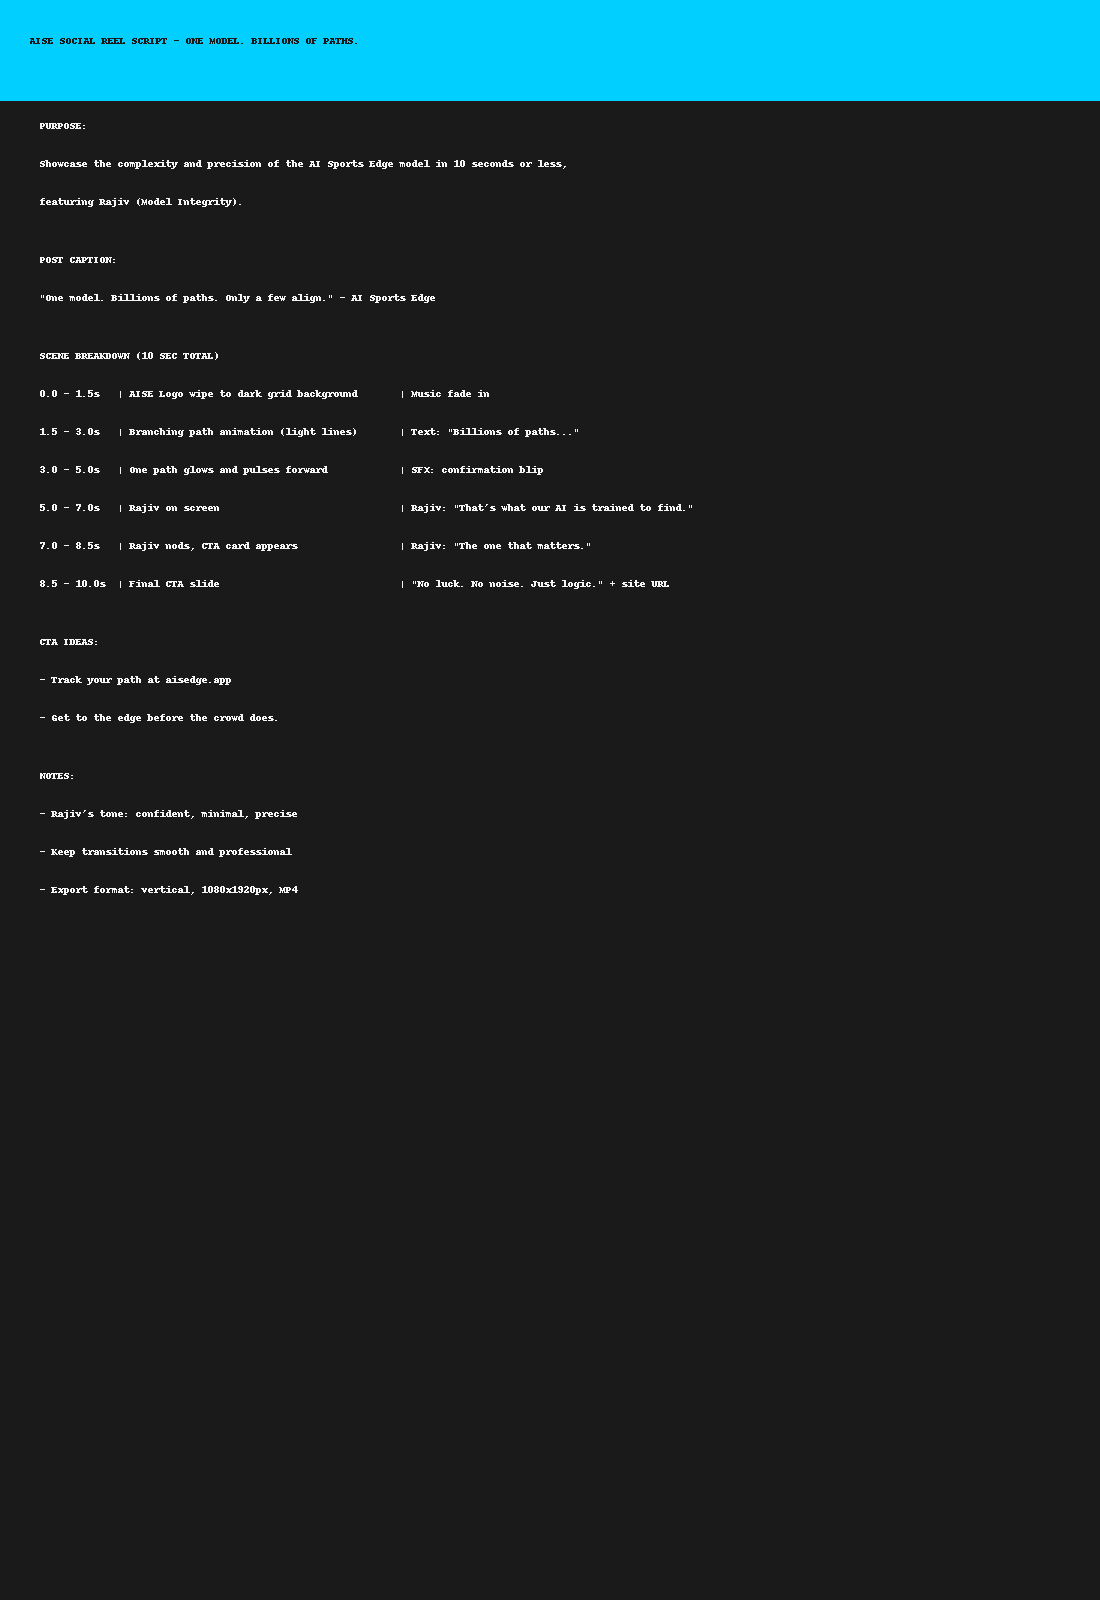 AISE SOCIAL REEL SCRIPT – ONE MODEL. BILLIONS OF PATHS.
PURPOSE:
Showcase the complexity and precision of the AI Sports Edge model in 10 seconds or less,
featuring Rajiv (Model Integrity).
POST CAPTION:
"One model. Billions of paths. Only a few align." – AI Sports Edge
SCENE BREAKDOWN (10 SEC TOTAL)
0.0 – 1.5s | AISE Logo wipe to dark grid background | Music fade in
1.5 – 3.0s | Branching path animation (light lines) | Text: "Billions of paths..."
3.0 – 5.0s | One path glows and pulses forward | SFX: confirmation blip
5.0 – 7.0s | Rajiv on screen | Rajiv: "That's what our AI is trained to find."
7.0 – 8.5s | Rajiv nods, CTA card appears | Rajiv: "The one that matters."
8.5 – 10.0s | Final CTA slide | "No luck. No noise. Just logic." + site URL
CTA IDEAS:
– Track your path at aisedge.app
– Get to the edge before the crowd does.
NOTES:
– Rajiv's tone: confident, minimal, precise
– Keep transitions smooth and professional
– Export format: vertical, 1080x1920px, MP4